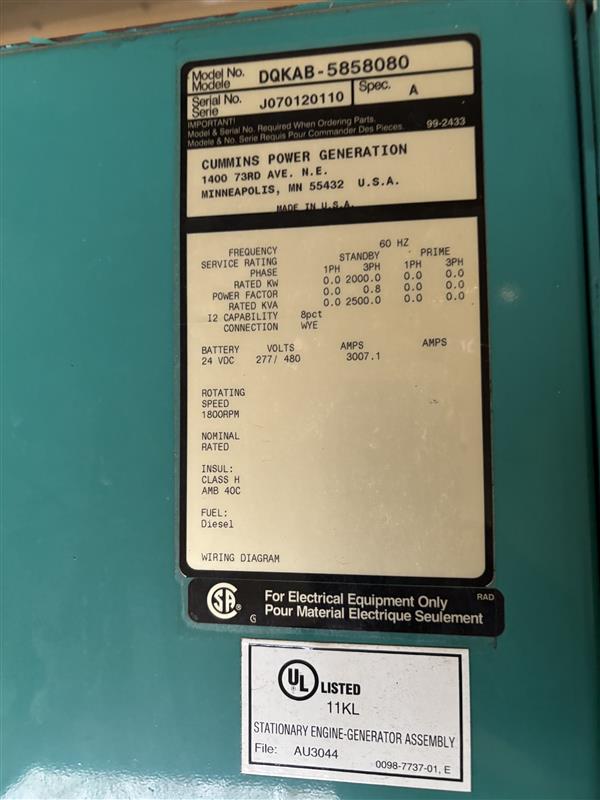 Model No. DQKAB-5858080
Modele
Serial No. J070120110 Spec. A
Serie
IMPORTANT!
Model & Serial No. Required When Ordering Parts.
Modele & No. Serie Requis Pour Commander Des Pieces. 99-2433
CUMMINS POWER GENERATION
1400 73RD AVE. N.E.
MINNEAPOLIS, MN 55432 U.S.A.
MADE IN U.S.A.
FREQUENCY 60 HZ
SERVICE RATING STANDBY PRIME
PHASE 1PH 3PH 1PH 3PH
RATED KW 0.0 2000.0 0.0 0.0
POWER FACTOR 0.0 0.8 0.0 0.0
RATED KVA 0.0 2500.0 0.0 0.0
I2 CAPABILITY 8pct
CONNECTION WYE
BATTERY VOLTS AMPS AMPS
24 VDC 277/ 480 3007.1
ROTATING
SPEED
1800RPM
NOMINAL
RATED
INSUL:
CLASS H
AMB 40C
FUEL:
Diesel
WIRING DIAGRAM
SA For Electrical Equipment Only RAD
G Pour Material Electrique Seulement
UL LISTED
11KL
STATIONARY ENGINE-GENERATOR ASSEMBLY
File: AU3044
0098-7737-01, E